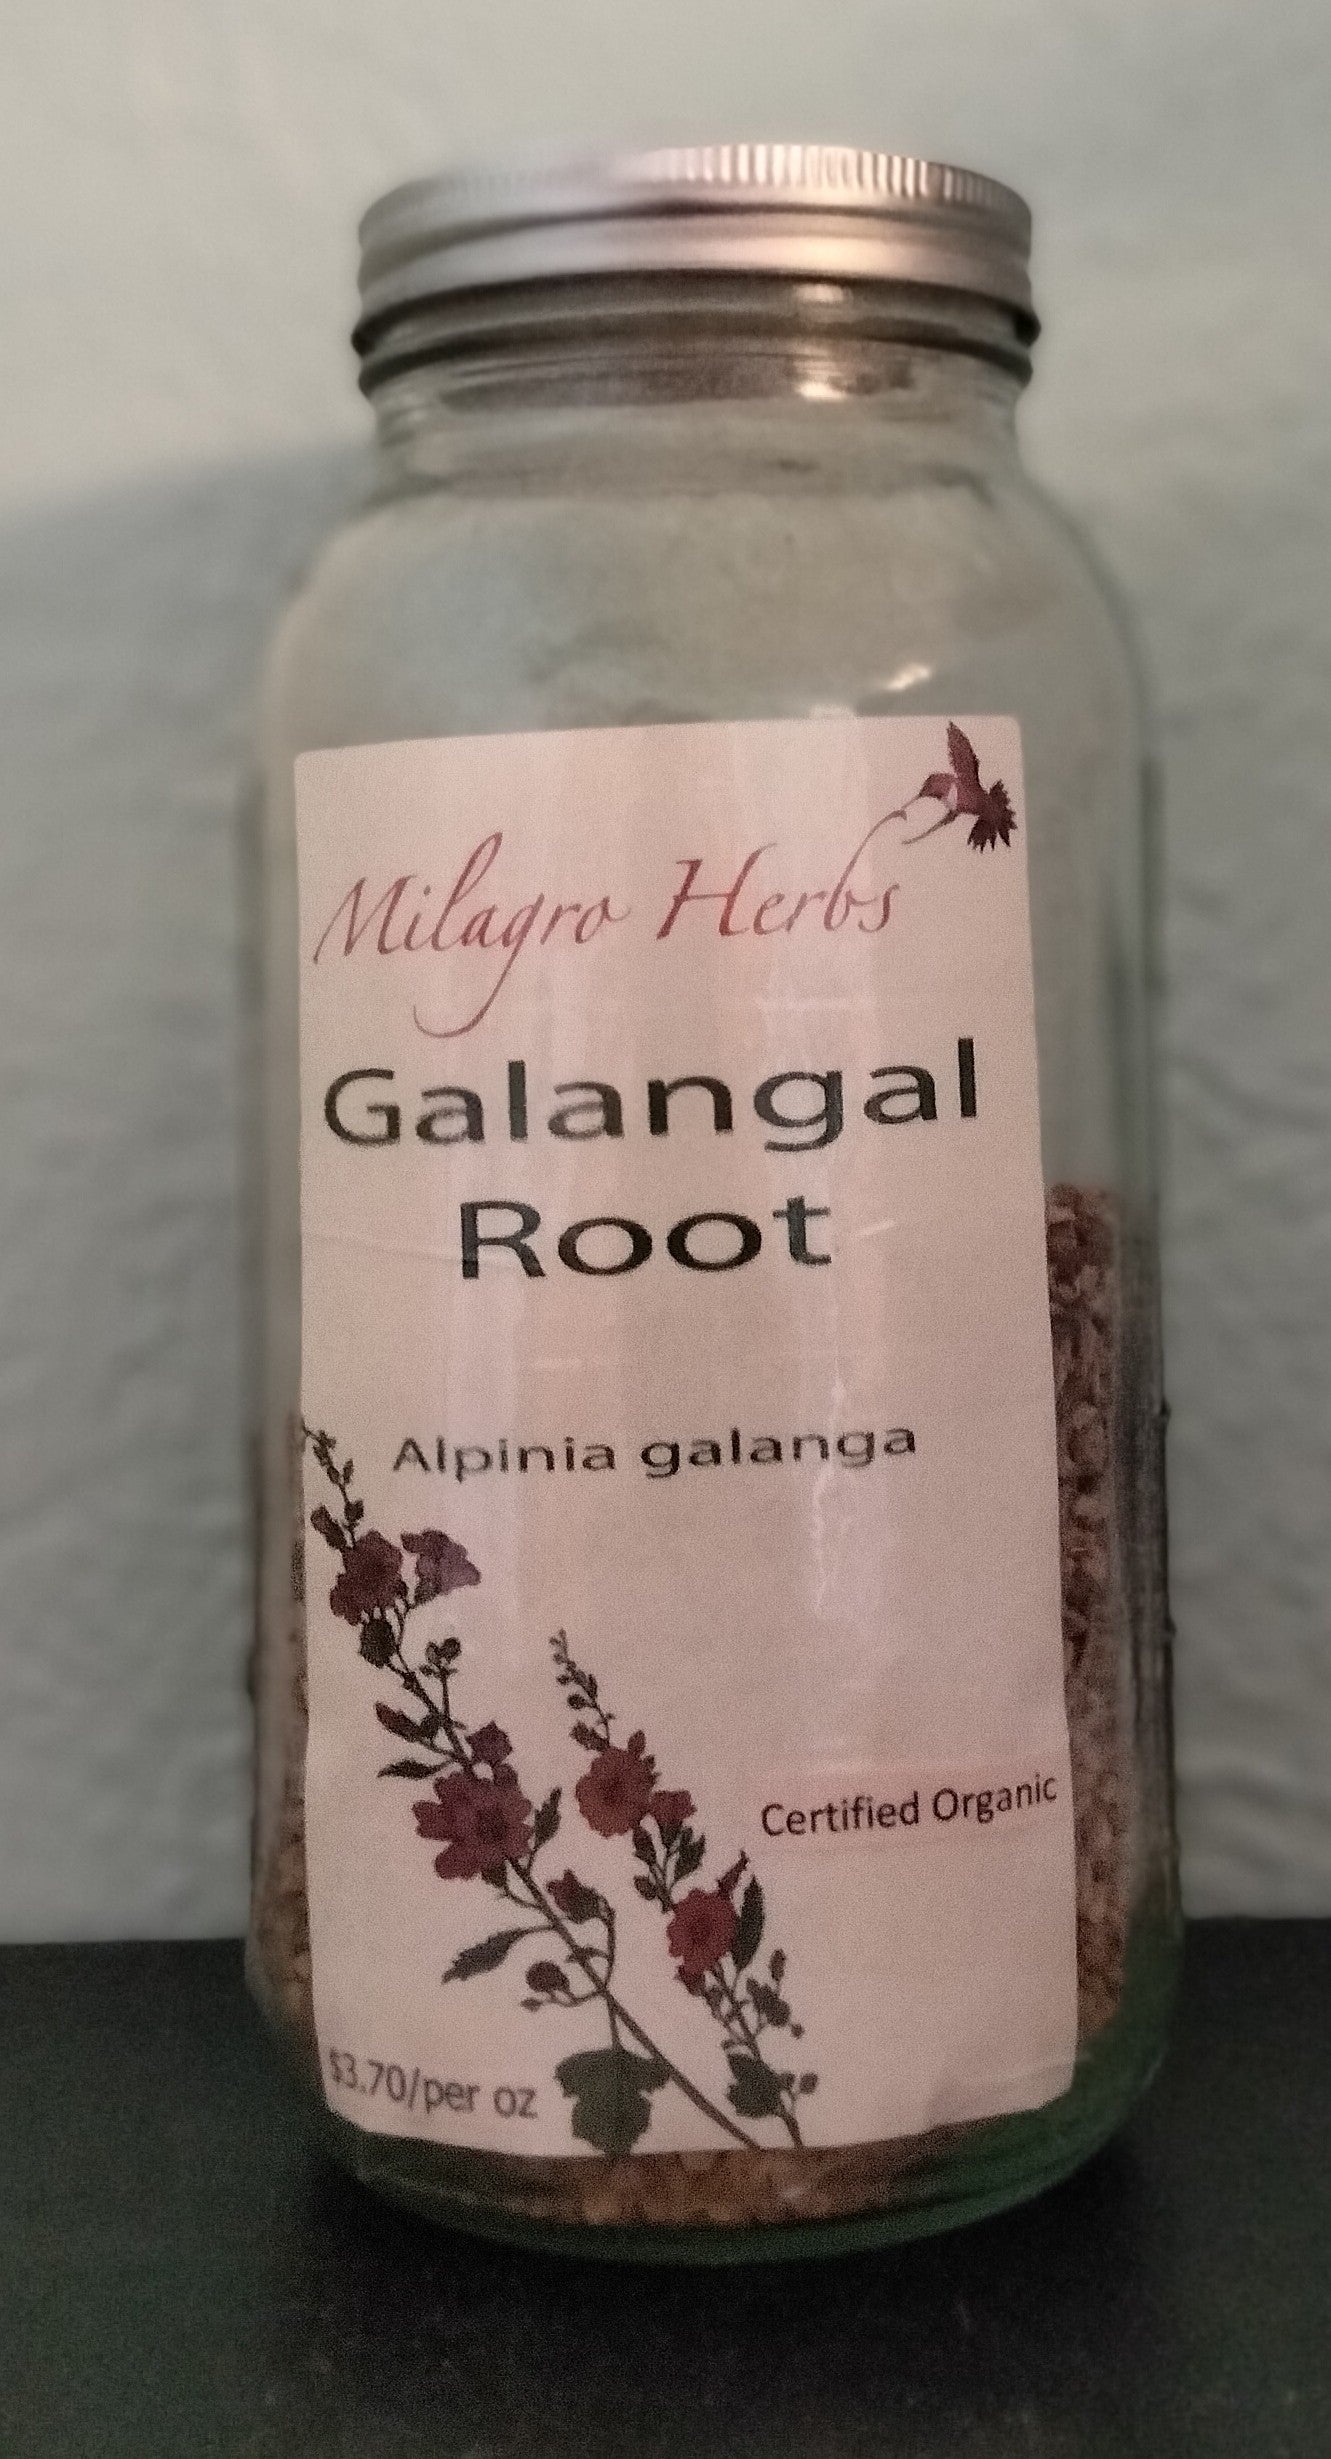 Milagro Herbs
Galangal
Root
Alpinia galanga
Certified Organic
$3.70/per oz